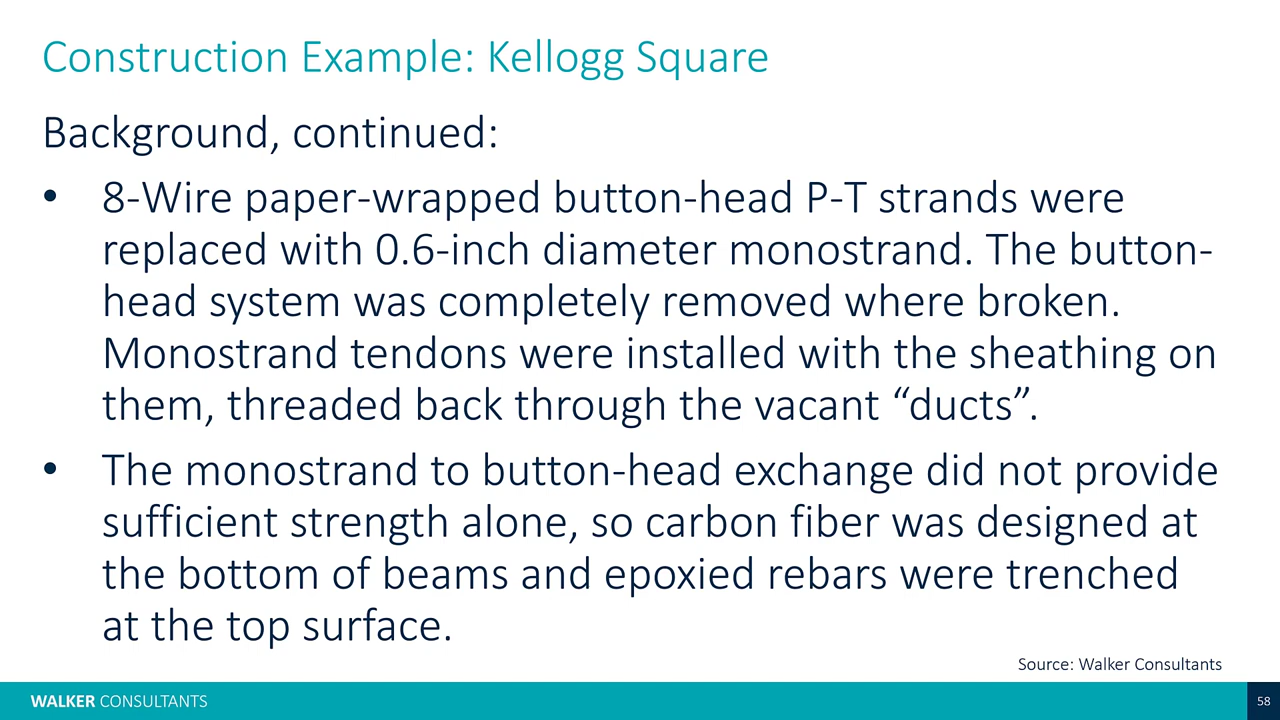 Construction Example: Kellogg Square
Background, continued:
• 8-Wire paper-wrapped button-head P-T strands were
replaced with 0.6-inch diameter monostrand. The button-
head system was completely removed where broken.
Monostrand tendons were installed with the sheathing on
them, threaded back through the vacant “ducts”.
• The monostrand to button-head exchange did not provide
sufficient strength alone, so carbon fiber was designed at
the bottom of beams and epoxied rebars were trenched
at the top surface.
Source: Walker Consultants
WALKER CONSULTANTS
58